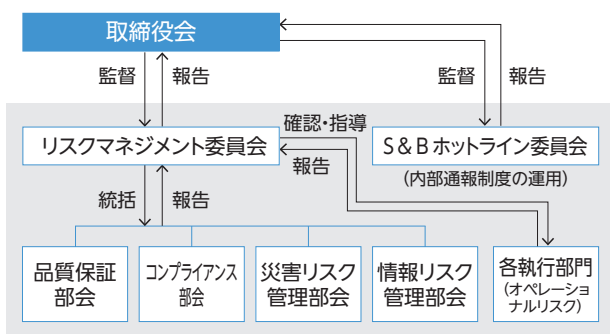 取締役会
監督
報告
監督
報告
リスクマネジメント委員会
確認・指導
報告
S&Bホットライン委員会
(内部通報制度の運用)
統括
報告
品質保証
部会
コンプライアンス
部会
災害リスク
管理部会
情報リスク
管理部会
各執行部門
(オペレーショ
ナルリスク)